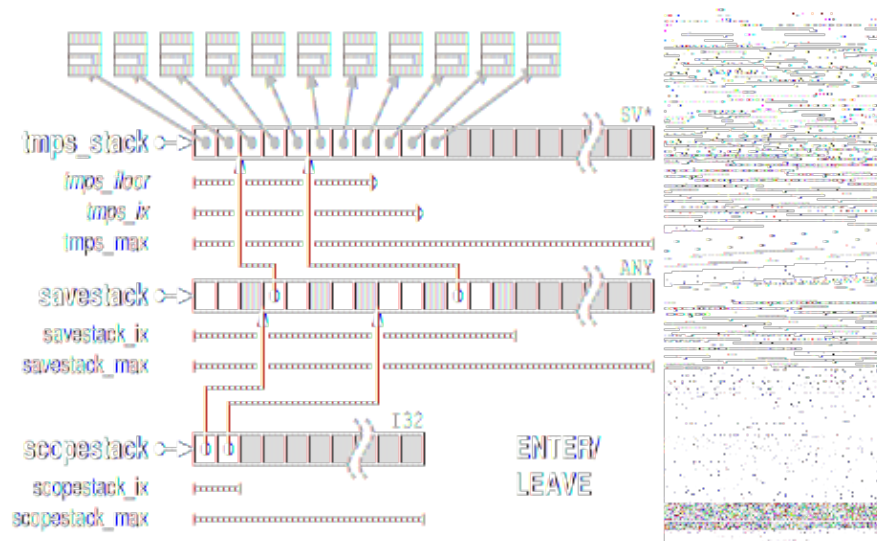 SV*
tmps_stack
tmps_floor
tmps_ix
tmps_max
ANY
savestack
savestack_ix
savestack_max
I32
scopestack
ENTER/
LEAVE
scopestack_ix
scopestack_max